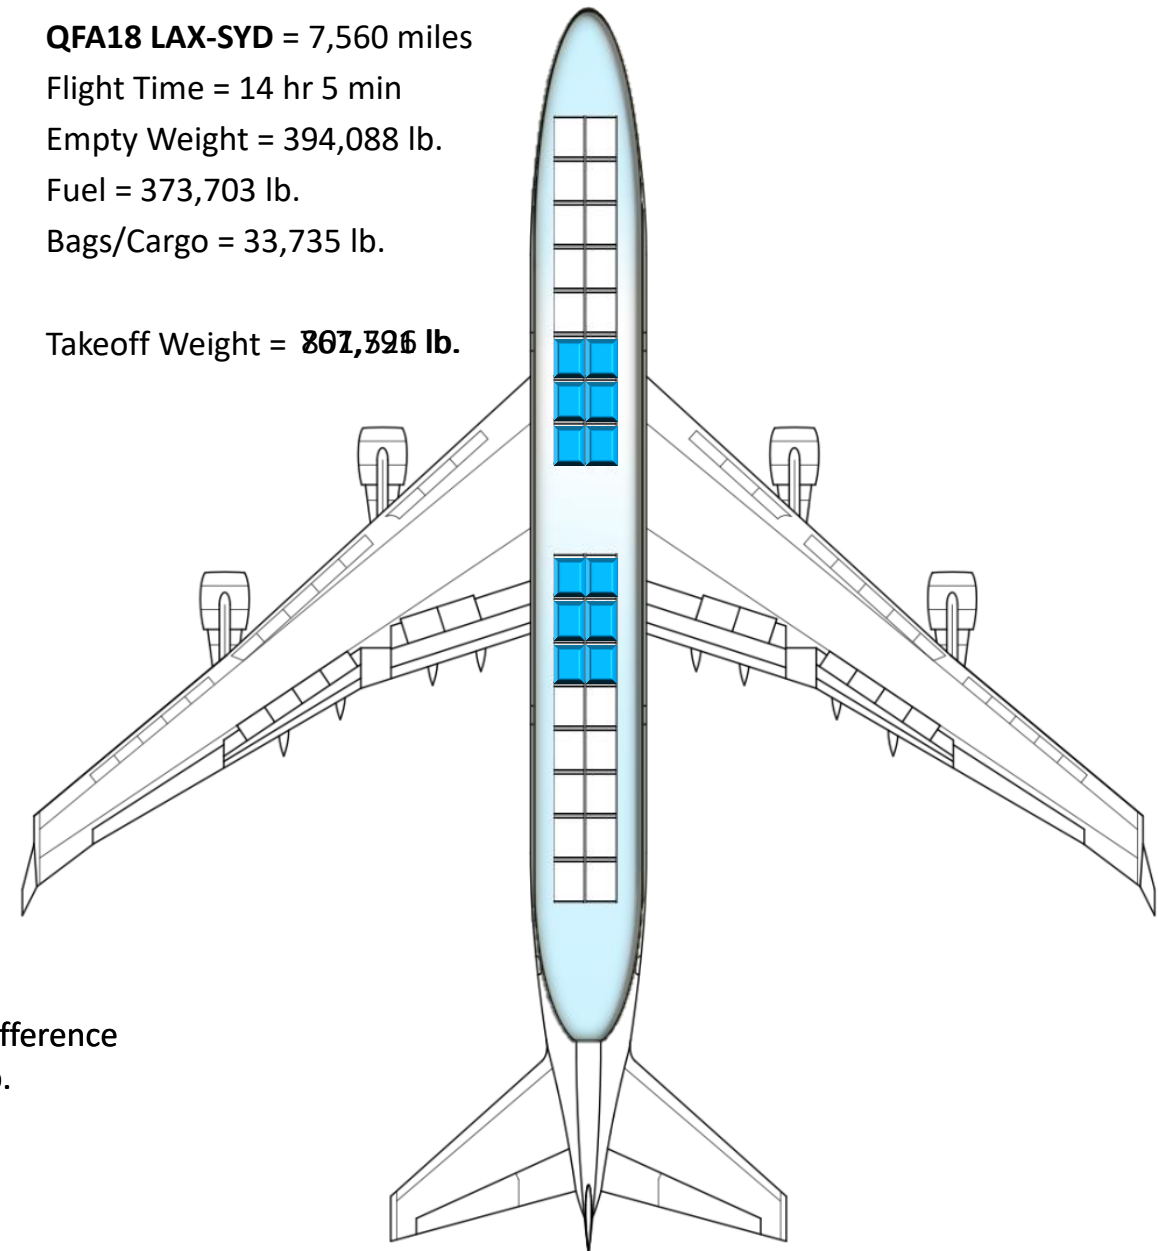 QFA18 LAX-SYD = 7,560 miles
Flight Time = 14 hr 5 min
Empty Weight = 394,088 lb.
Fuel = 373,703 lb.
Bags/Cargo = 33,735 lb.
Takeoff Weight = lb.
fference